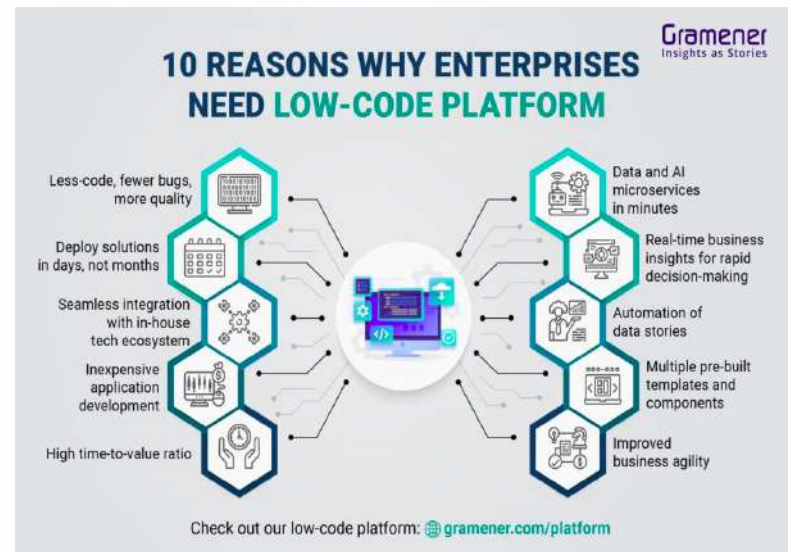 Gramener
Insights as Stories
10 REASONS WHY ENTERPRISES
NEED LOW-CODE PLATFORM
Less-code, fewer bugs,
more quality
Deploy solutions
in days, not months
Seamless integration
with in-house
tech ecosystem
Inexpensive
application
development
High time-to-value ratio
Data and AI
microservices
in minutes
Real-time business
insights for rapid
decision-making
Automation of
data stories
Multiple pre-built
templates and
components
Improved
business agility
Check out our low-code platform: gramener.com/platform